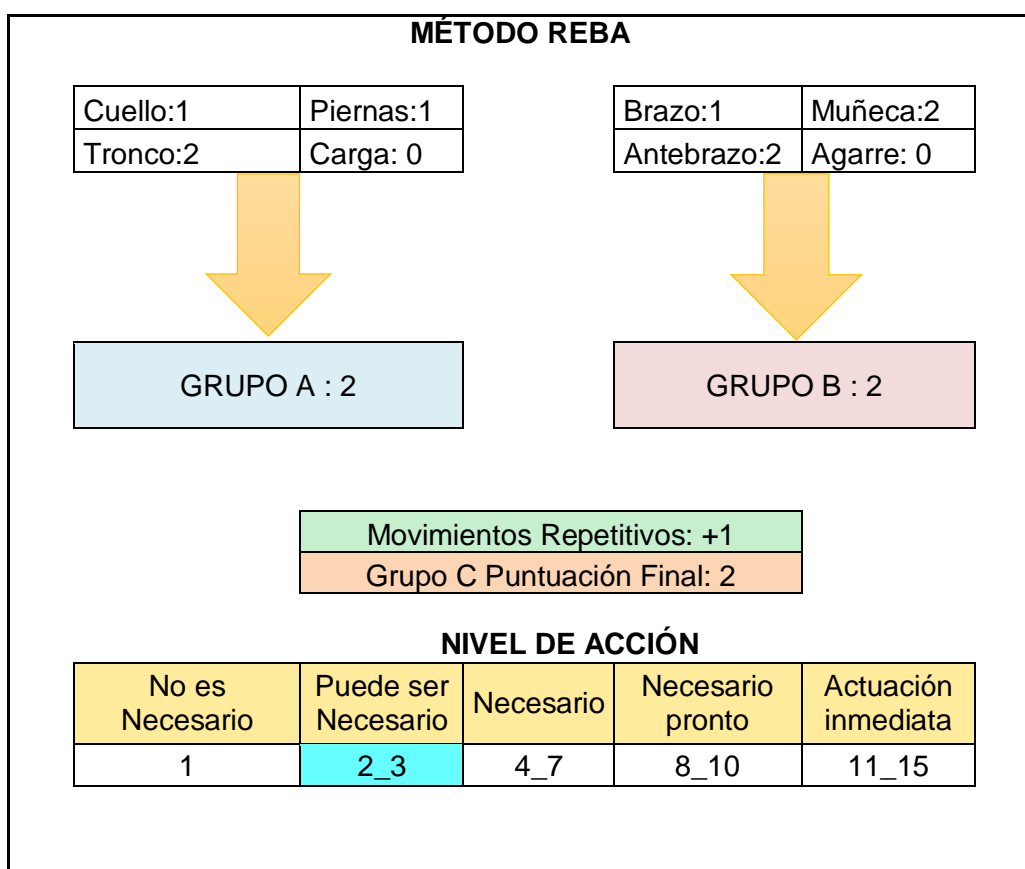 MÉTODO REBA
Cuello:1 Piernas:1 Brazo:1 Muñeca:2
Tronco:2 Carga: 0 Antebrazo:2 Agarre: 0
GRUPO A : 2 GRUPO B : 2
Movimientos Repetitivos: +1
Grupo C Puntuación Final: 2
NIVEL DE ACCIÓN
No es Puede ser Necesario Necesario Actuación
Necesario Necesario pronto inmediata
1 2_3 4_7 8_10 11_15